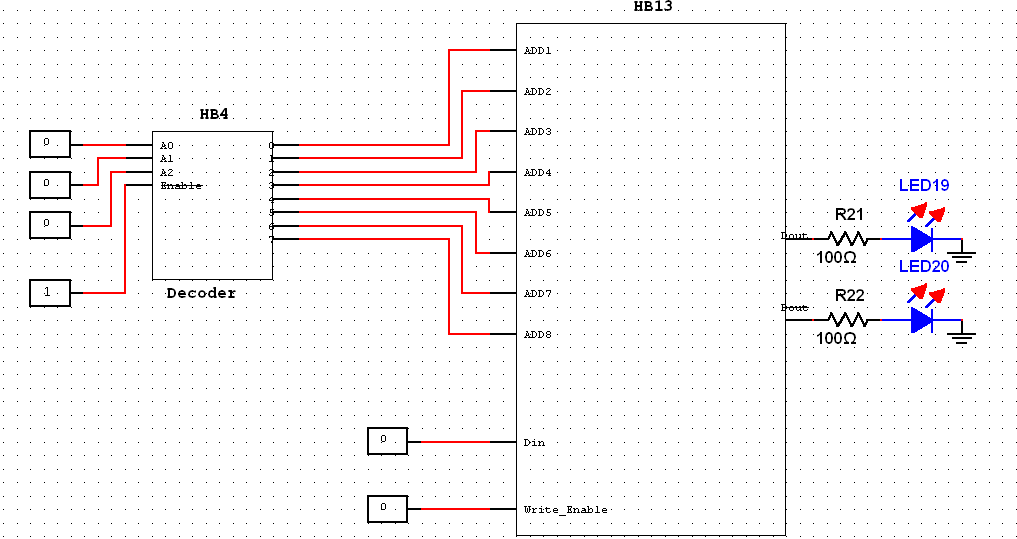 HB13
HB4
Decoder
0
0
0
1
A0
A1
A2
Enable
0
1
2
3
4
5
6
7
ADD1
ADD2
ADD3
ADD4
ADD5
ADD6
ADD7
ADD8
Din
Write_Enable
0
0
Dout
Dout
R21
100Ω
LED19
R22
100Ω
LED20